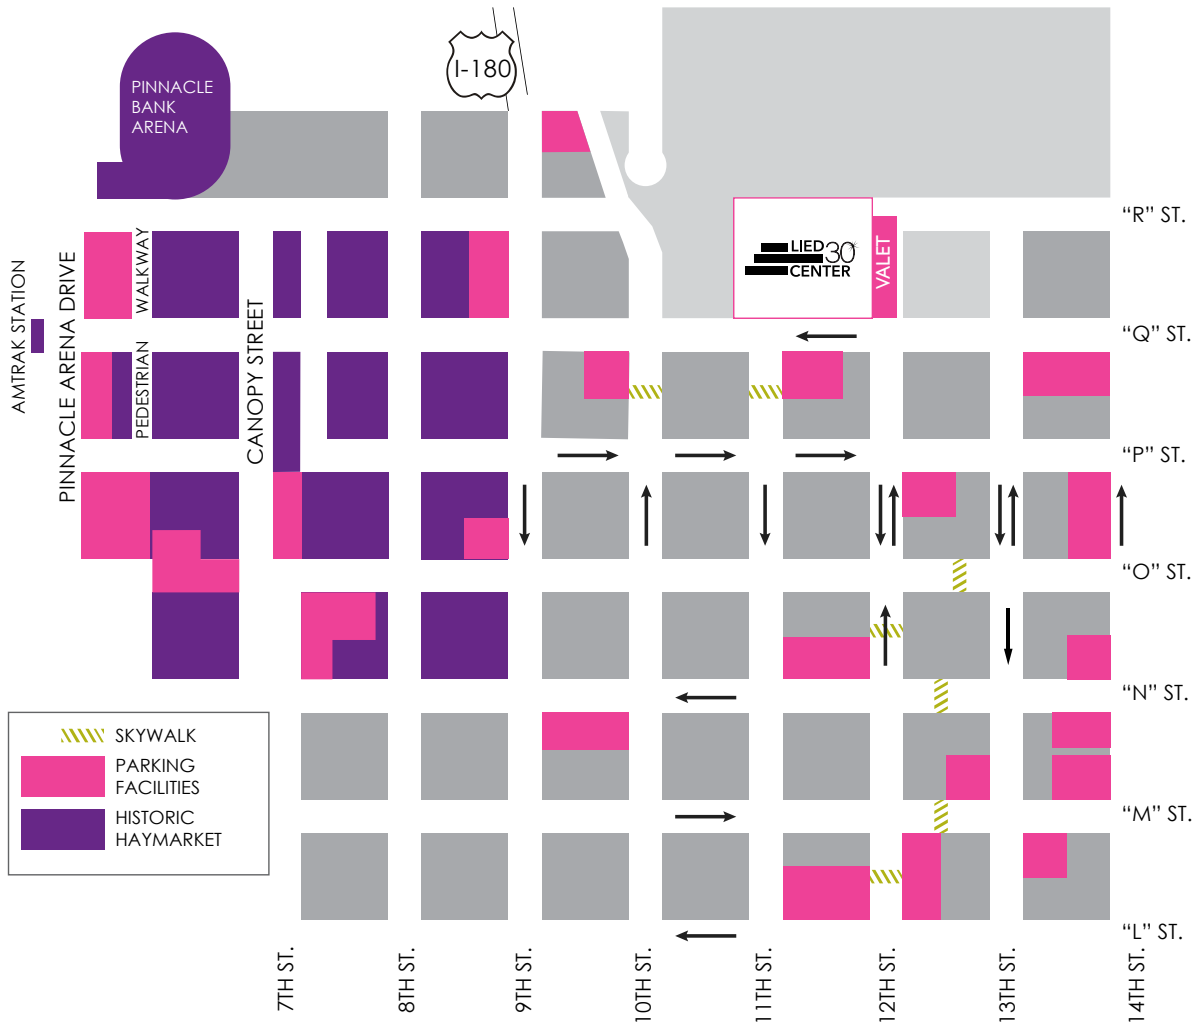 I-180
PINNACLE
BANK
ARENA
"R" ST.
LIED
30
CENTER
VALET
WALKWAY
PEDESTRIAN
AMTRAK STATION
PINNACLE ARENA DRIVE
CANOPY STREET
"Q" ST.
"P" ST.
"O" ST.
"N" ST.
SKYWALK
PARKING
FACILITIES
HISTORIC
HAYMARKET
"M" ST.
"L" ST.
7TH ST.
8TH ST.
9TH ST.
10TH ST.
11TH ST.
12TH ST.
13TH ST.
14TH ST.